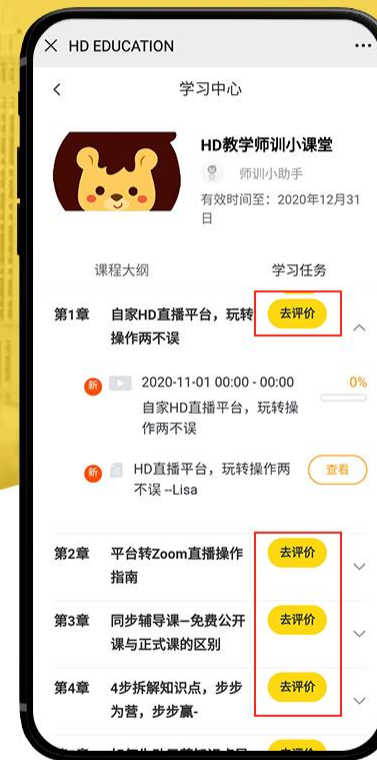 HD EDUCATION
学习中心
HD教学师训小课堂
师训小助手
有效时间至：2020年12月31
日
课程大纲 学习任务
第1章 自家HD直播平台，玩转 去评价
操作两不误
新 2020-11-01 00:00 - 00:00 0%
自家HD直播平台，玩转操
作两不误
新 HD直播平台，玩转操作两 查看
不误 --Lisa
第2章 平台转Zoom直播操作 去评价
指南
第3章 同步辅导课—免费公开 去评价
课与正式课的区别
第4章 4步拆解知识点，步步 去评价
为营，步步赢-